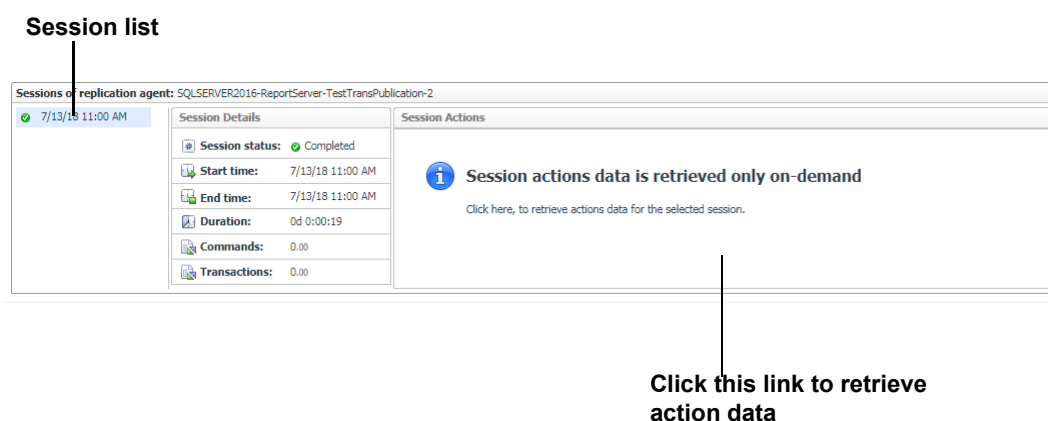 Session list
Sessions of replication agent: SQLSERVER2016-ReportServer-TestTransPublication-2
7/13/18 11:00 AM
Session Details
Session status: Completed
Start time: 7/13/18 11:00 AM
End time: 7/13/18 11:00 AM
Duration: 0d 0:00:19
Commands: 0.00
Transactions: 0.00
Session Actions
Session actions data is retrieved only on-demand
Click here, to retrieve actions data for the selected session.
Click this link to retrieve
action data